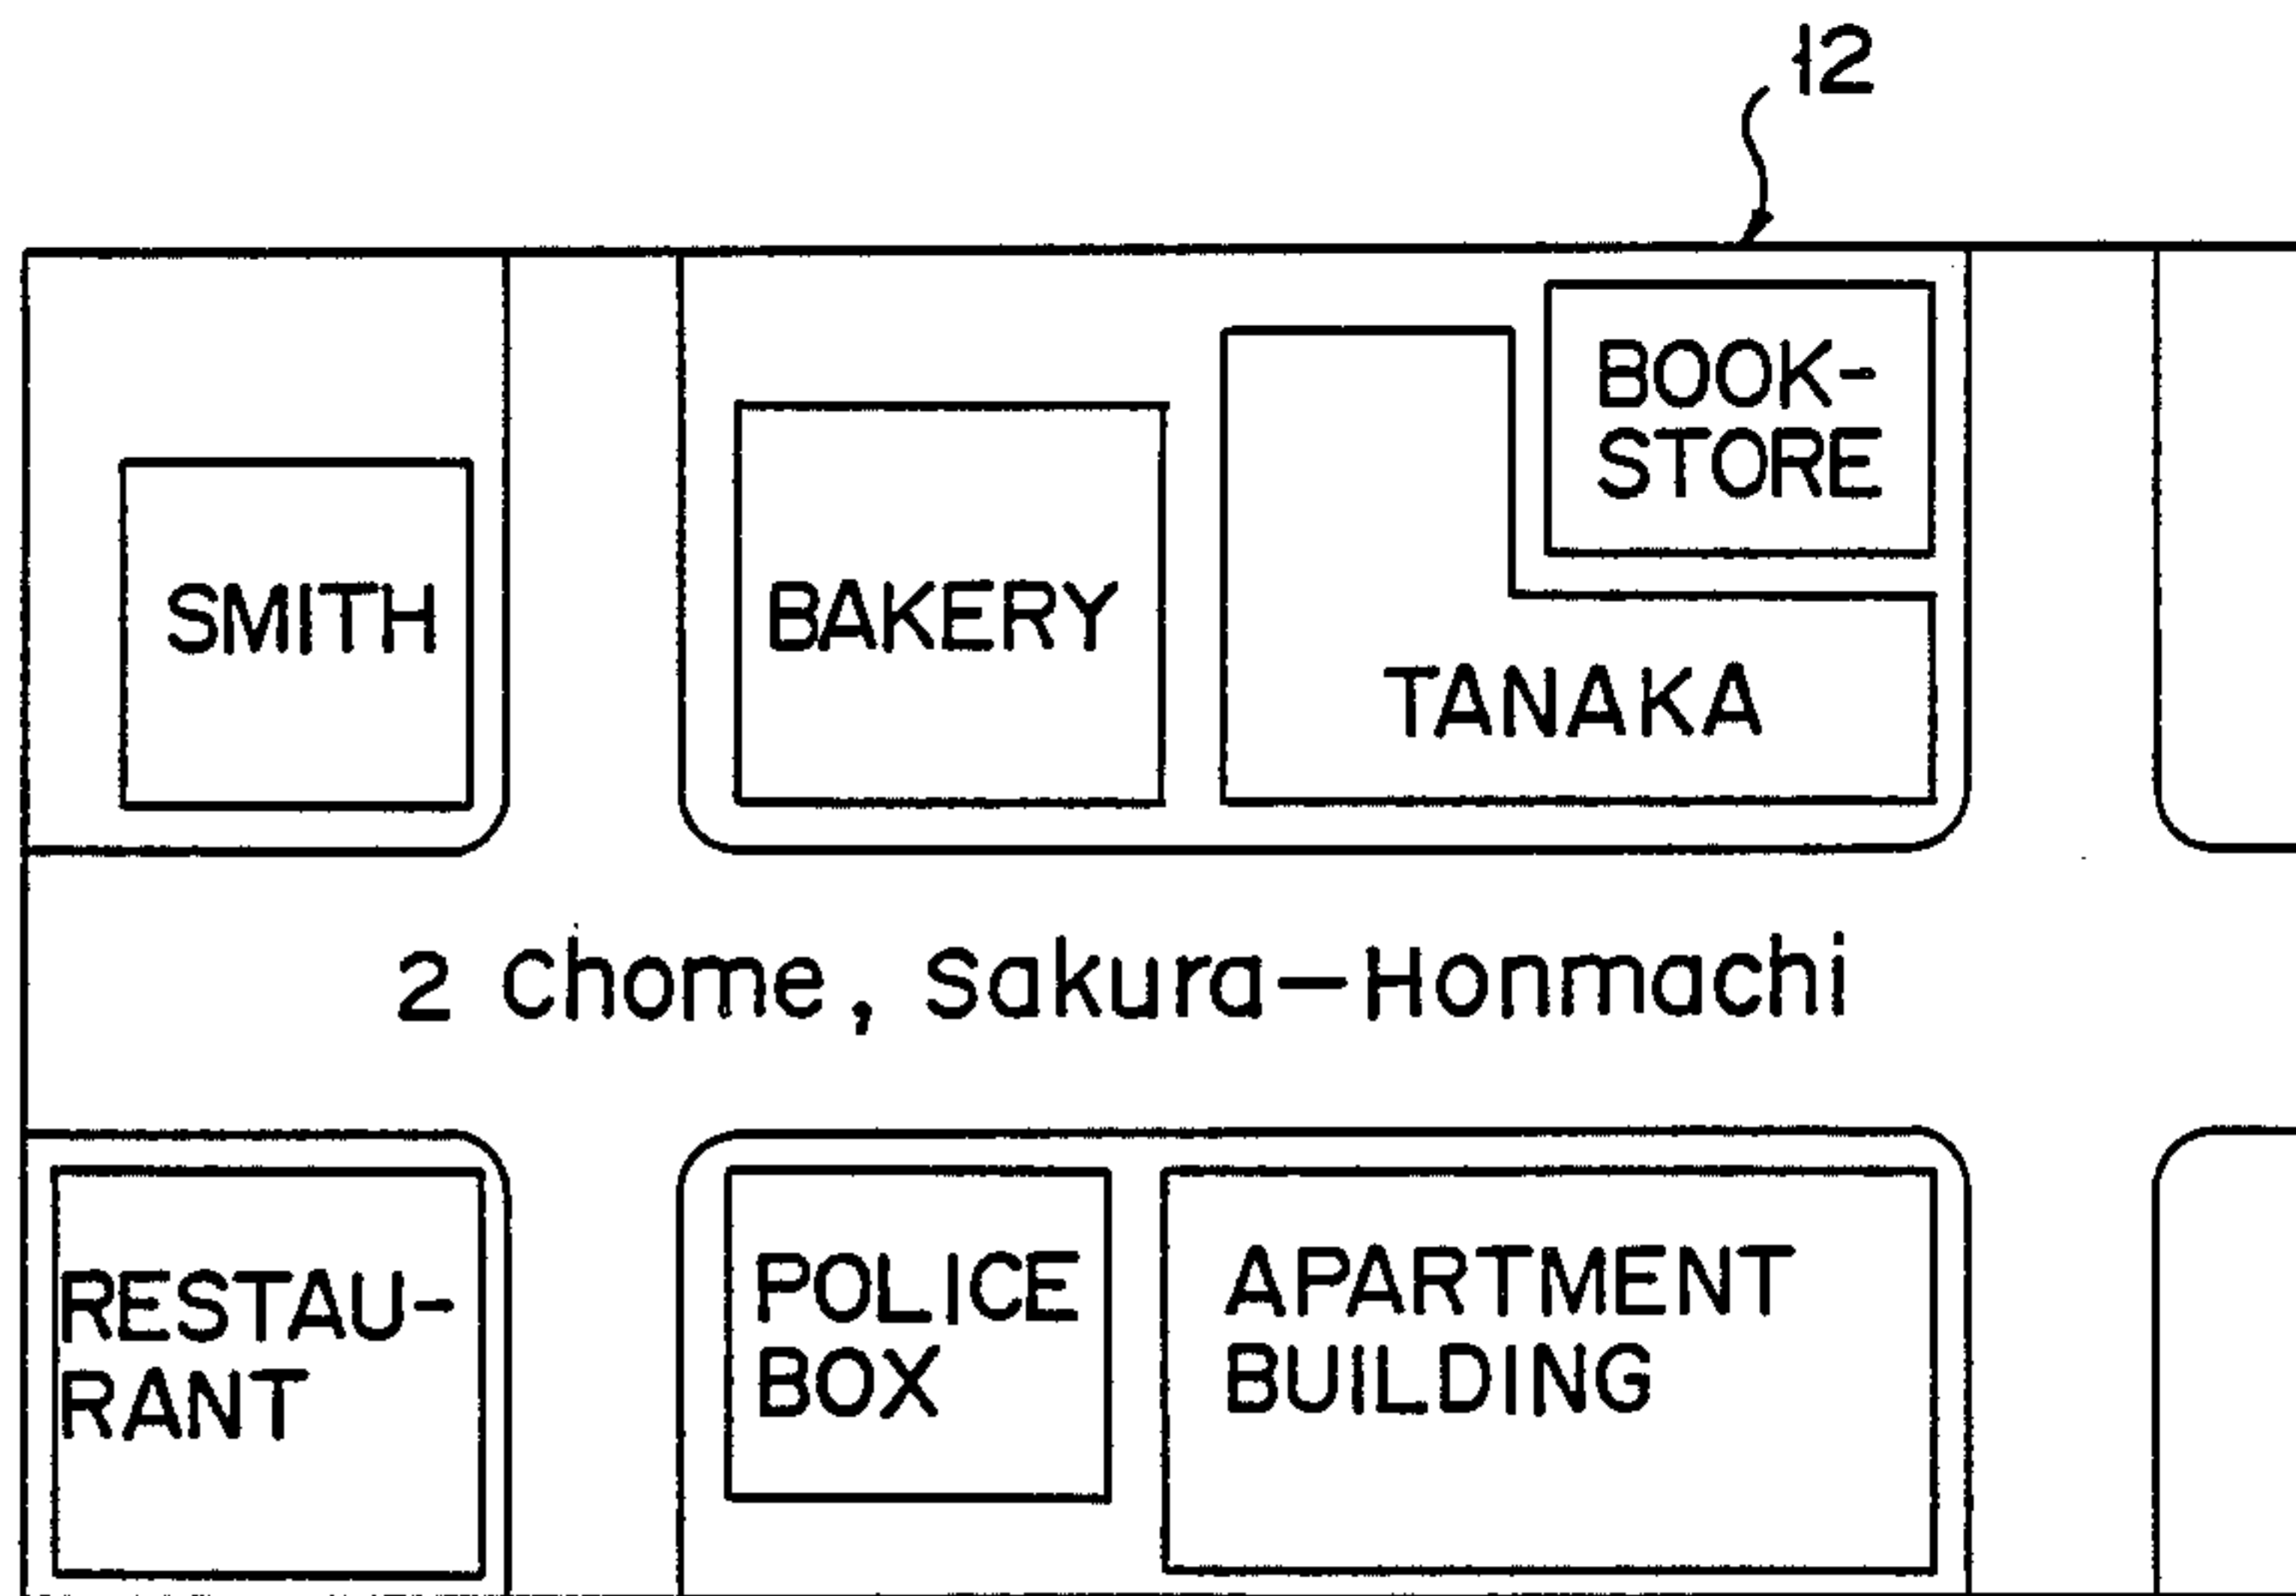 12
BOOK-
STORE
SMITH
BAKERY
TANAKA
2 Chome, Sakura-Honmachi
RESTAU-
RANT
POLICE
BOX
APARTMENT
BUILDING